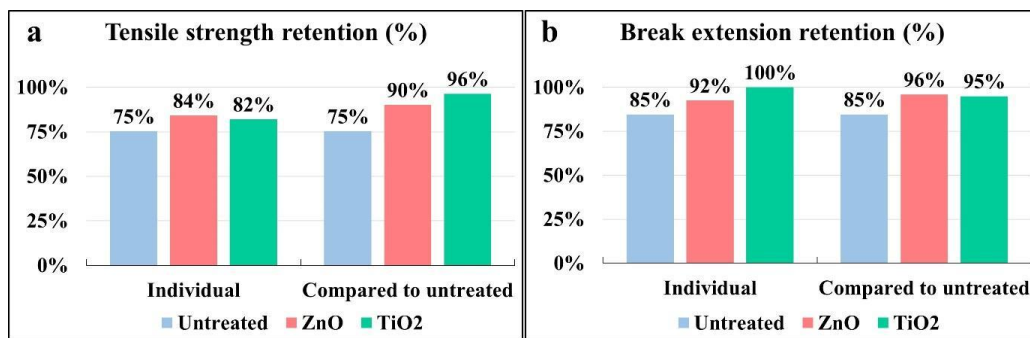 a Tensile strength retention (%)
100%
75%
50%
25%
0%
75% 84% 82% 75% 90% 96%
Individual Compared to untreated
Untreated ZnO TiO2
b Break extension retention (%)
100%
75%
50%
25%
0%
85% 92% 100% 85% 96% 95%
Individual Compared to untreated
Untreated ZnO TiO2